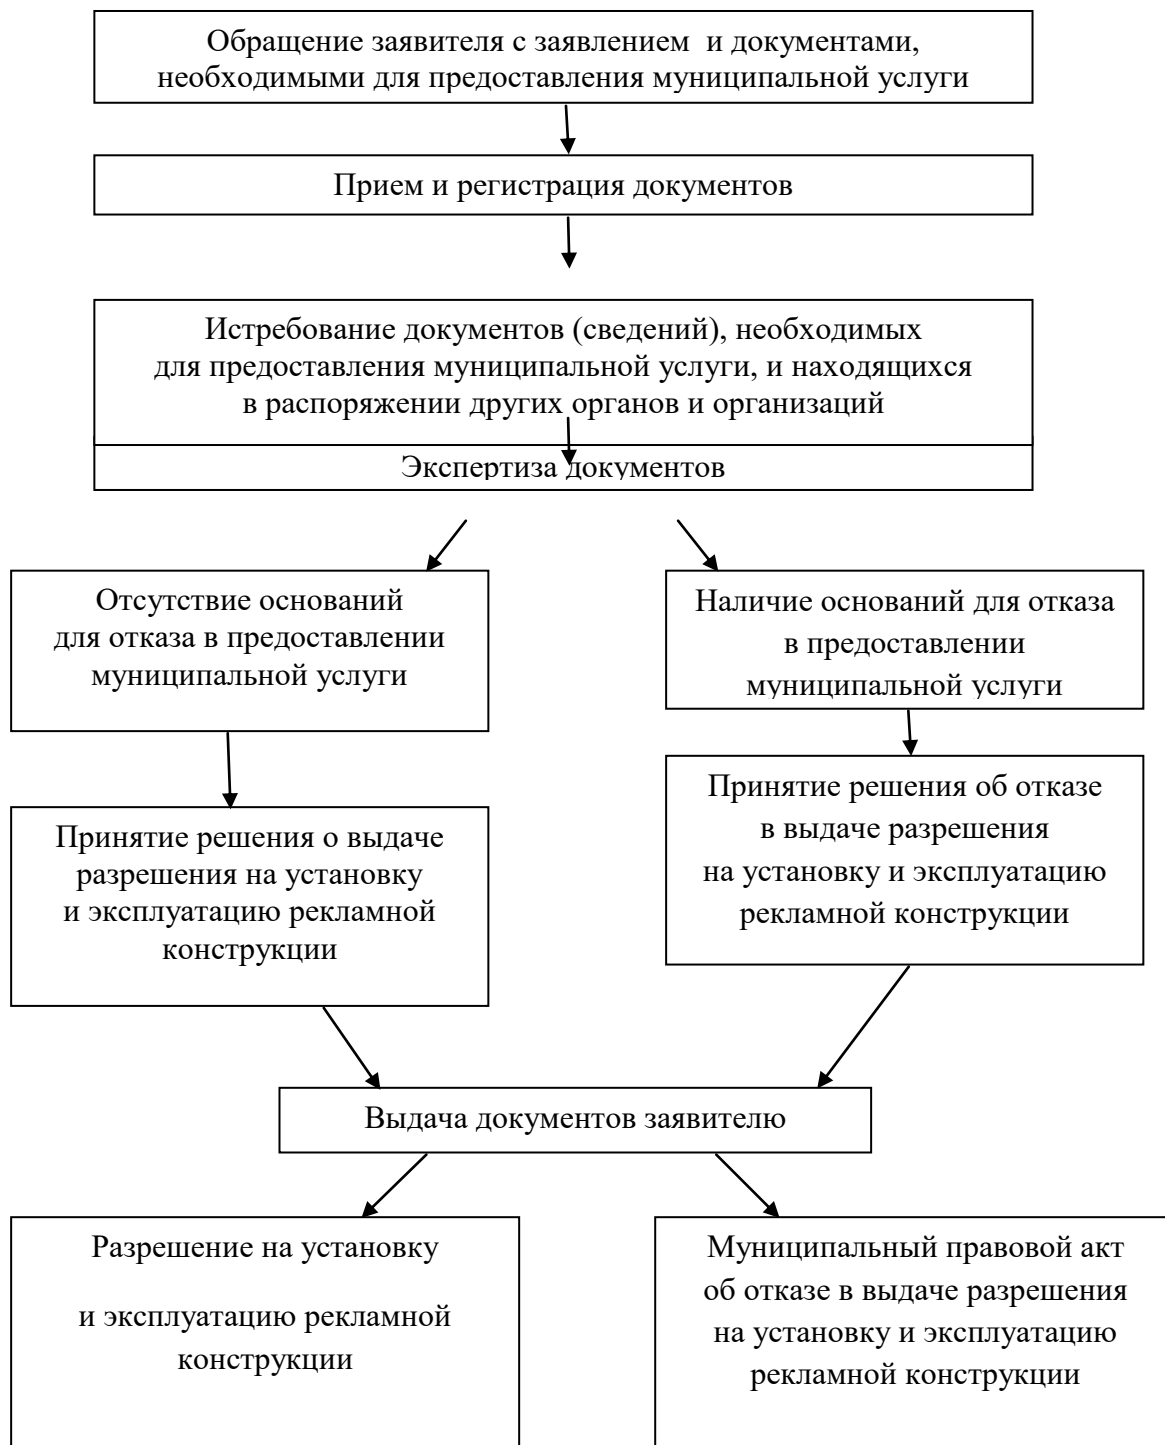 Обращение заявителя с заявлением и документами,
необходимыми для предоставления муниципальной услуги
Прием и регистрация документов
Истребование документов (сведений), необходимых
для предоставления муниципальной услуги, и находящихся
в распоряжении других органов и организаций
Экспертиза документов
Отсутствие оснований
для отказа в предоставлении
муниципальной услуги
Наличие оснований для отказа
в предоставлении
муниципальной услуги
Принятие решения о выдаче
разрешения на установку
и эксплуатацию рекламной
конструкции
Принятие решения об отказе
в выдаче разрешения
на установку и эксплуатацию
рекламной конструкции
Выдача документов заявителю
Разрешение на установку
и эксплуатацию рекламной
конструкции
Муниципальный правовой акт
об отказе в выдаче разрешения
на установку и эксплуатацию
рекламной конструкции